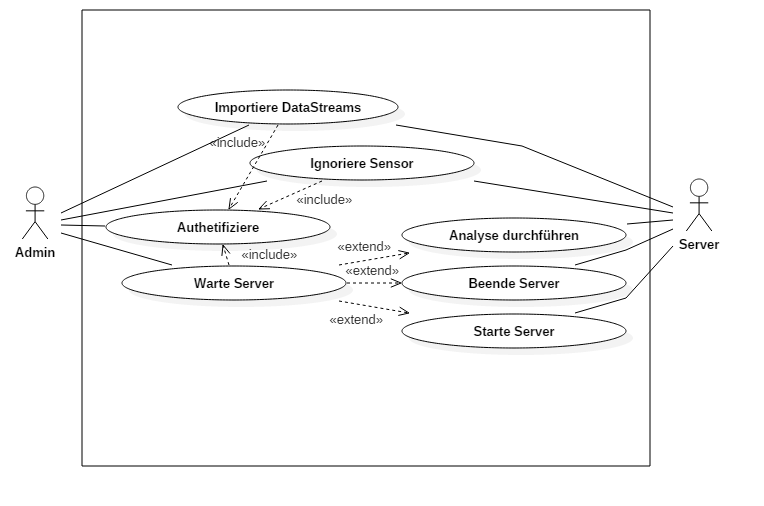 Importiere DataStreams
«include»
Ignoriere Sensor
«include»
Authetifiziere
Admin
Server
Analyse durchführen
«extend»
«include»
«extend»
Warte Server
Beende Server
«extend»
Starte Server